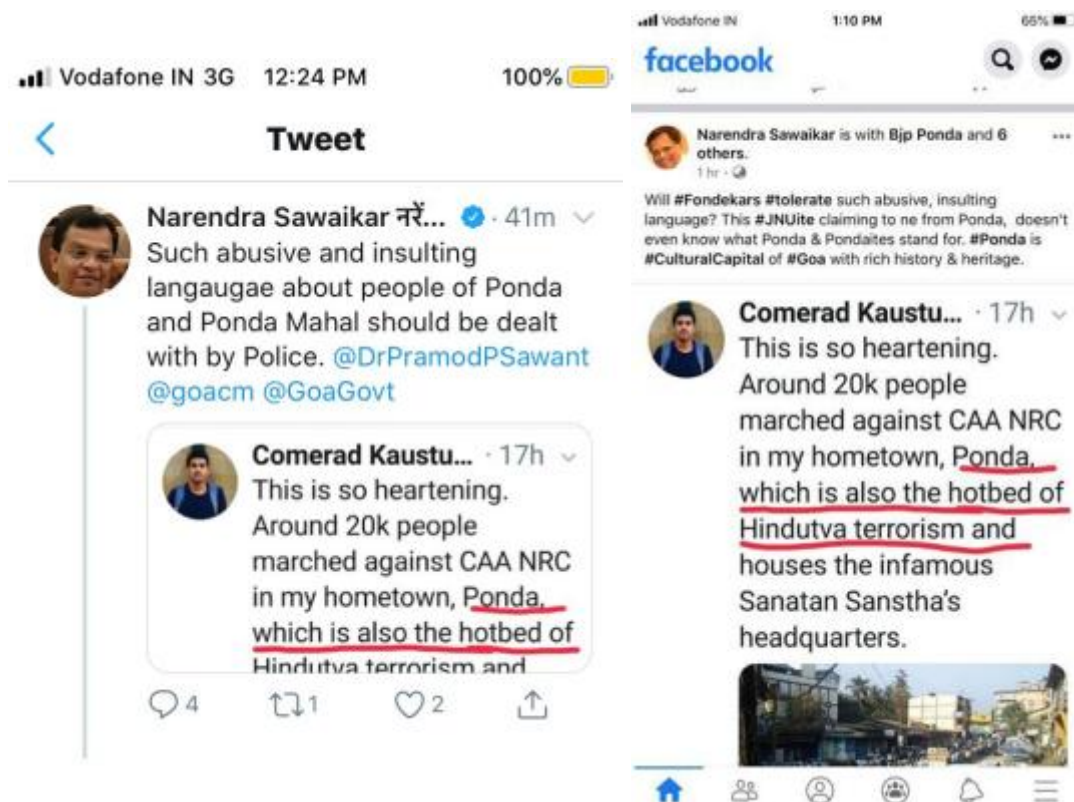 Vodafone IN 3G 12:24 PM 100%
Tweet
Narendra Sawaikar नरें... · 41m
Such abusive and insulting
langaugae about people of Ponda
and Ponda Mahal should be dealt
with by Police. @DrPramodPSawant
@goacm @GoaGovt
Comerad Kaustu... · 17h
This is so heartening.
Around 20k people
marched against CAA NRC
in my hometown, Ponda,
which is also the hotbed of
Hindutva terrorism and
4 1 2
Vodafone IN 1:10 PM 65%
facebook
Narendra Sawaikar is with Bjp Ponda and 6
others.
1 hr ·
Will #Fondekars #tolerate such abusive, insulting
language? This #JNUite claiming to ne from Ponda, doesn't
even know what Ponda & Pondaites stand for. #Ponda is
#CulturalCapital of #Goa with rich history & heritage.
Comerad Kaustu... · 17h
This is so heartening.
Around 20k people
marched against CAA NRC
in my hometown, Ponda,
which is also the hotbed of
Hindutva terrorism and
houses the infamous
Sanatan Sanstha's
headquarters.